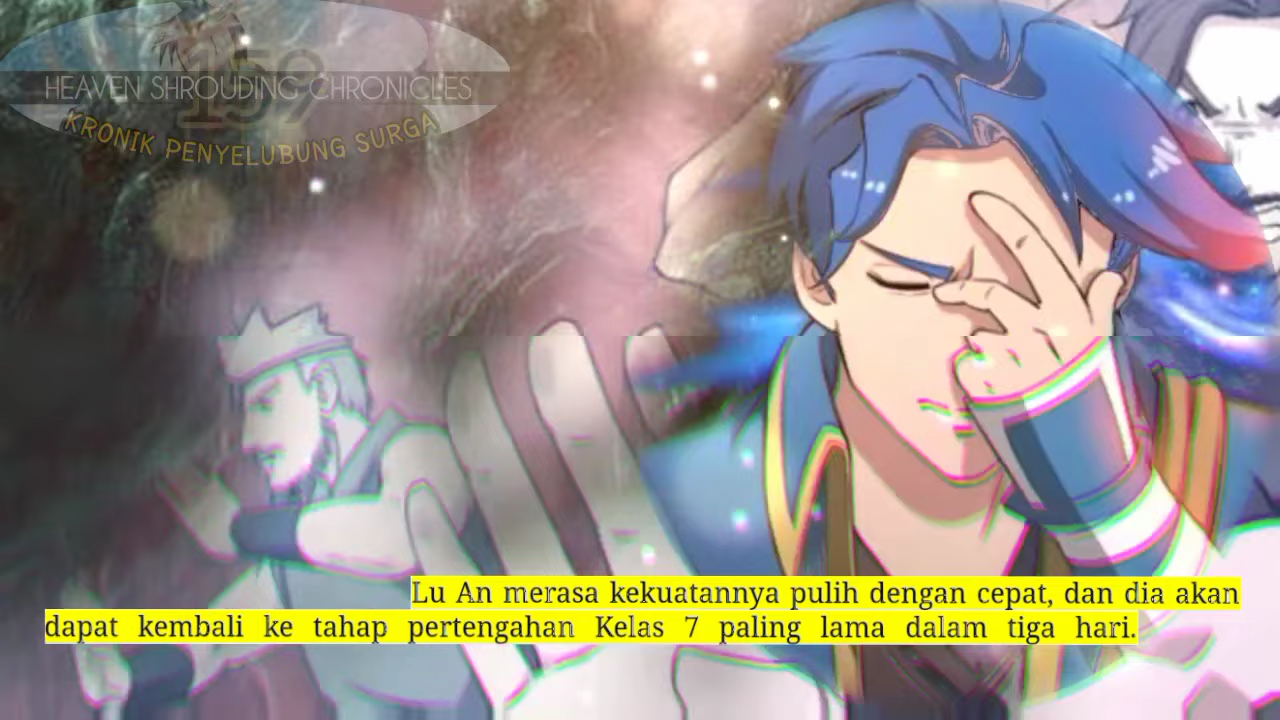 159
HEAVEN SHROUDING CHRONICLES
KRONIK PENYELUBUNG SURGA
Lu An merasa kekuatannya pulih dengan cepat, dan dia akan
dapat kembali ke tahap pertengahan Kelas 7 paling lama dalam tiga hari.